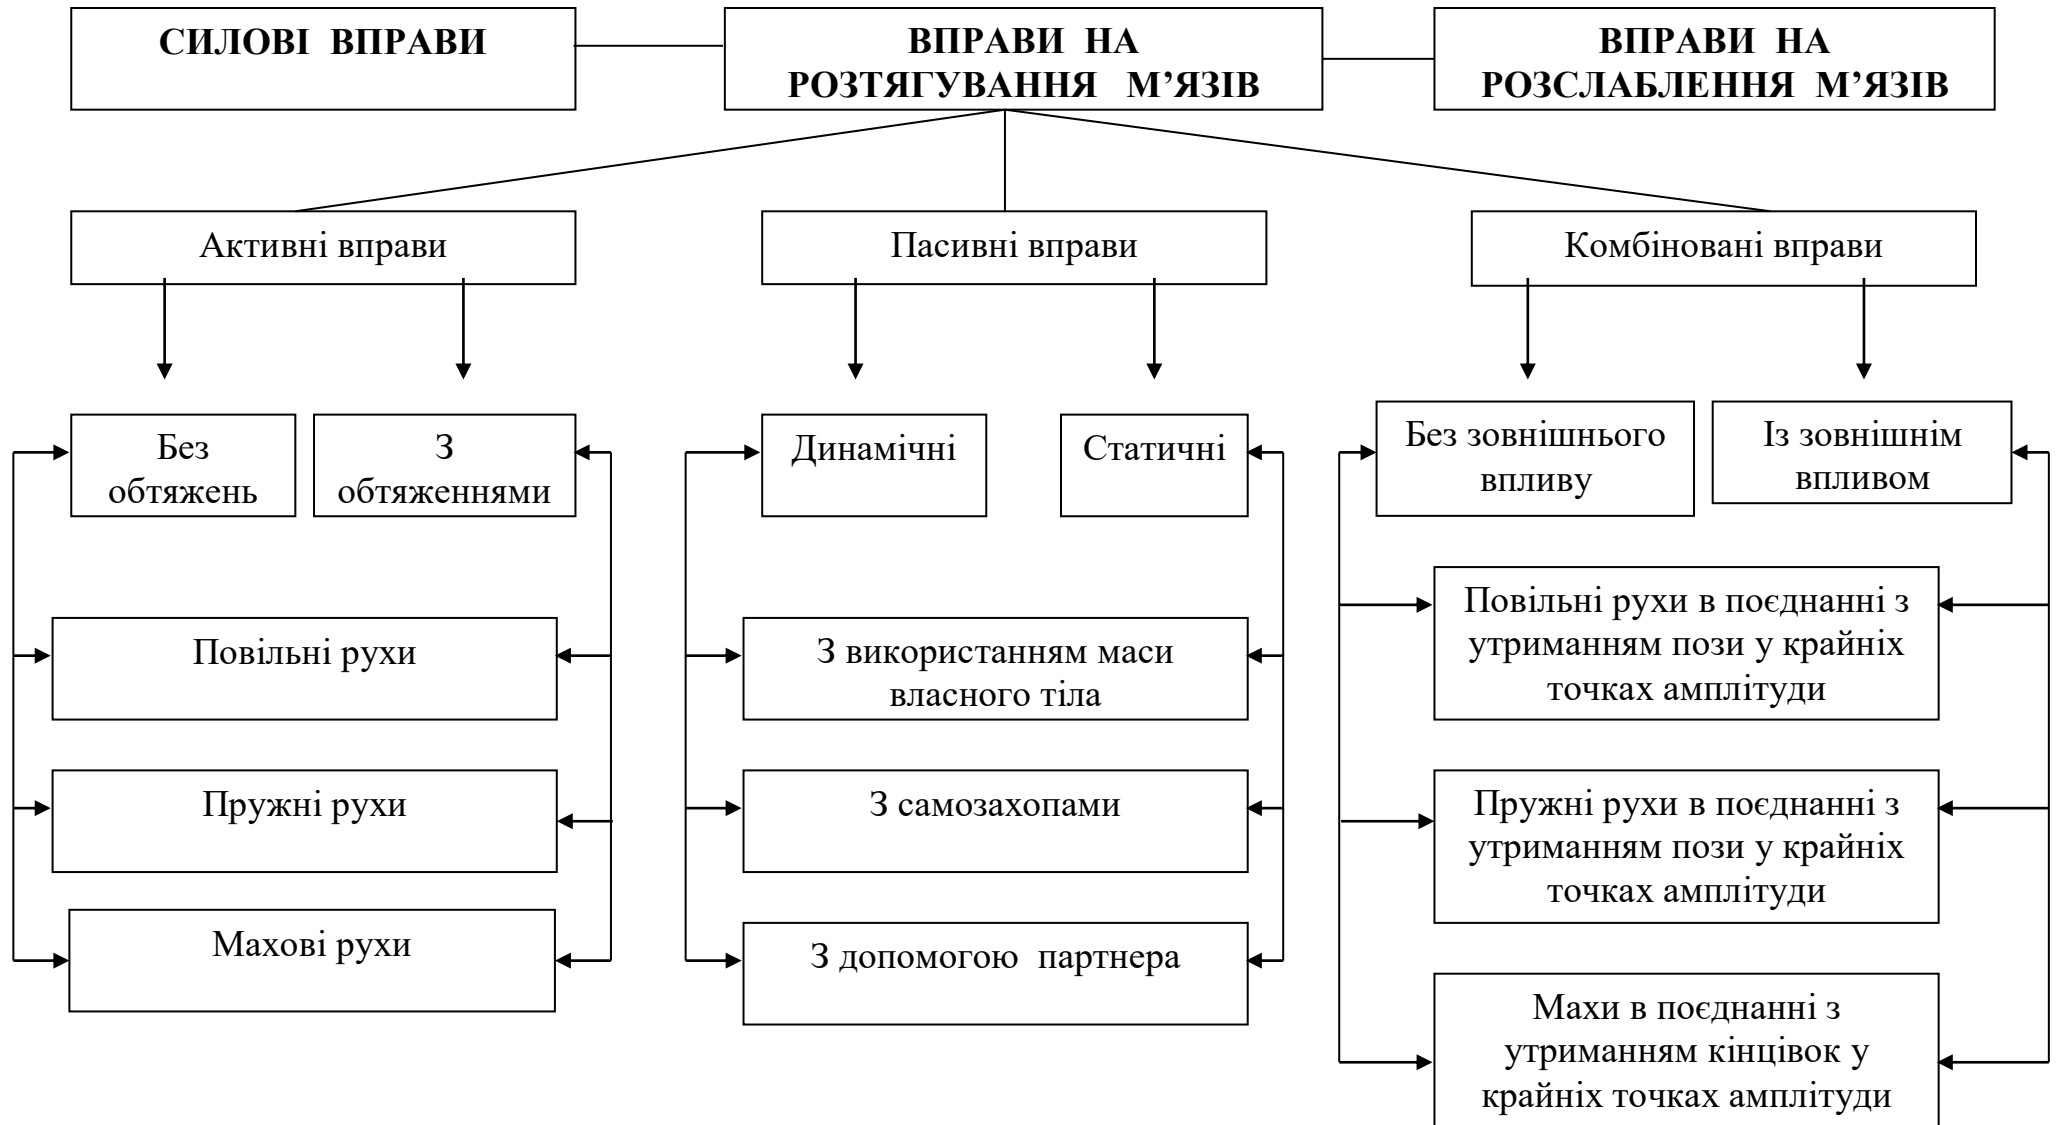 СИЛОВІ ВПРАВИ
ВПРАВИ НА
РОЗТЯГУВАННЯ М’ЯЗІВ
ВПРАВИ НА
РОЗСЛАБЛЕННЯ М’ЯЗІВ
Активні вправи
Пасивні вправи
Комбіновані вправи
Без
обтяжень
З
обтяженнями
Динамічні
Статичні
Без зовнішнього
впливу
Із зовнішнім
впливом
Повільні рухи
Пружні рухи
Махові рухи
З використанням маси
власного тіла
З самозахопами
З допомогою партнера
Повільні рухи в поєднанні з
утриманням пози у крайніх
точках амплітуди
Пружні рухи в поєднанні з
утриманням пози у крайніх
точках амплітуди
Махи в поєднанні з
утриманням кінцівок у
крайніх точках амплітуди